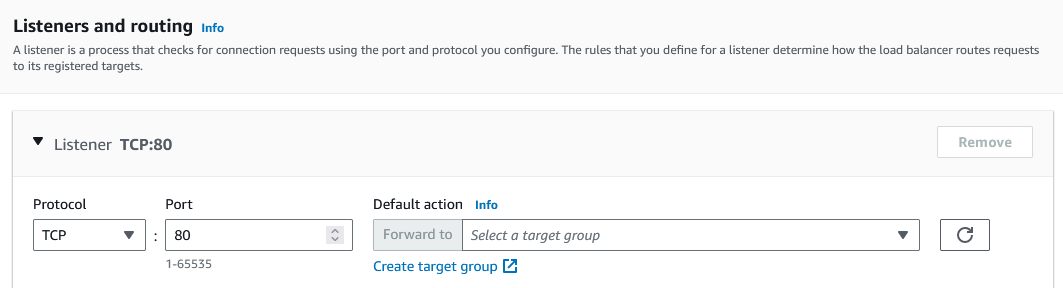 Listeners and routing Info
A listener is a process that checks for connection requests using the port and protocol you configure. The rules that you define for a listener determine how the load balancer routes requests
to its registered targets.
Listener TCP:80
Remove
Protocol Port Default action Info
TCP : 80 Forward to Select a target group
1-65535 Create target group